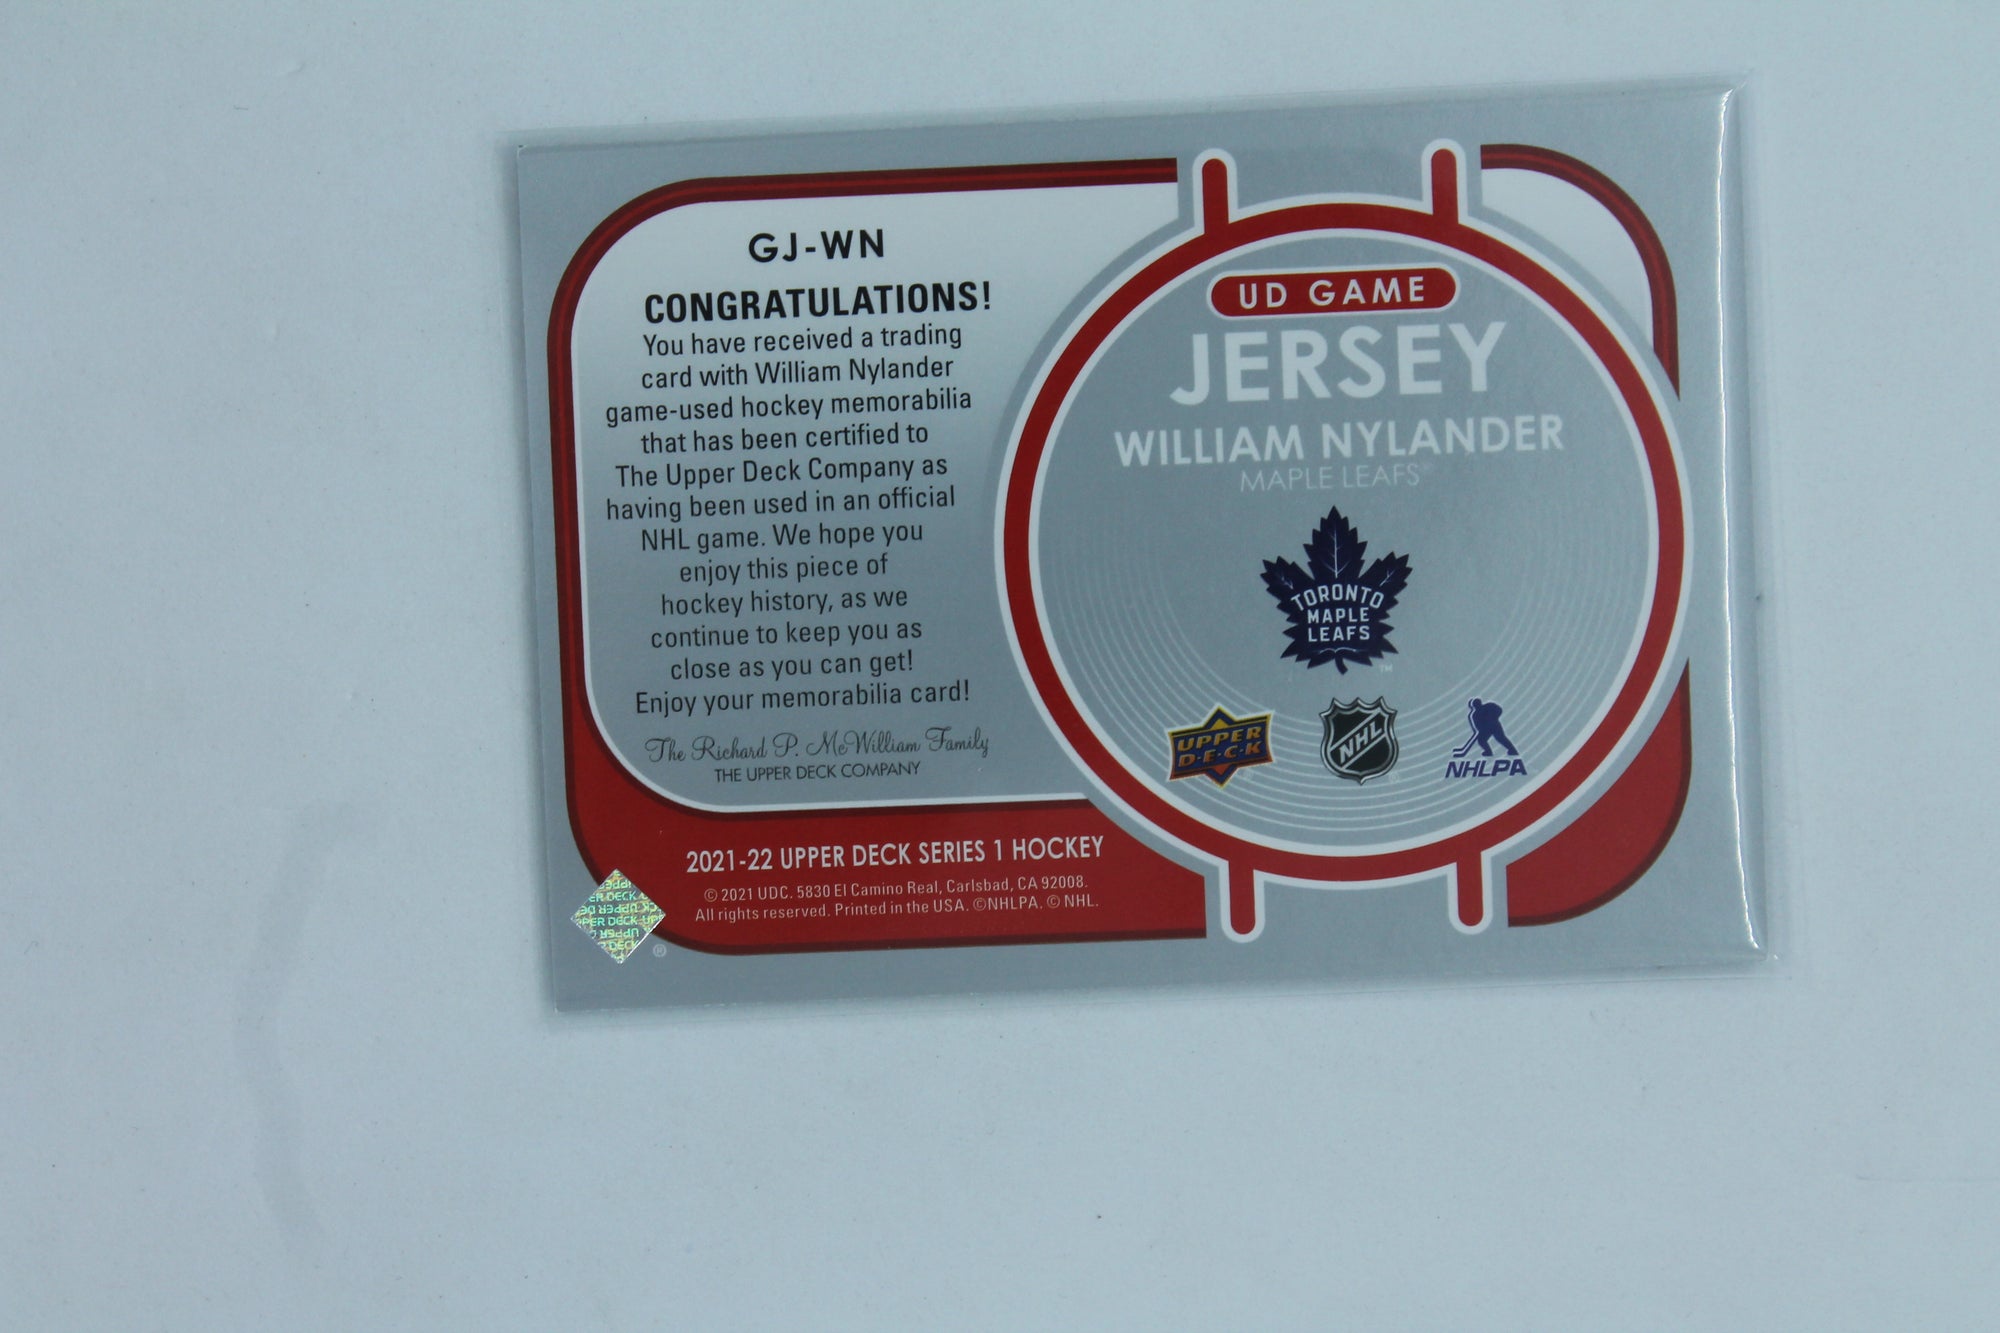 GJ-WN
CONGRATULATIONS!
You have received a trading
card with William Nylander
game-used hockey memorabilia
that has been certified to
The Upper Deck Company as
having been used in an official
NHL game. We hope you
enjoy this piece of
hockey history, as we
continue to keep you as
close as you can get!
Enjoy your memorabilia card!
The Richard P. McWilliam Family
THE UPPER DECK COMPANY
2021-22 UPPER DECK SERIES 1 HOCKEY
© 2021 UDC. 5830 El Camino Real, Carlsbad, CA 92008.
All rights reserved. Printed in the USA. ©NHLPA. © NHL.
®
UD GAME
JERSEY
WILLIAM NYLANDER
MAPLE LEAFS®
TORONTO
MAPLE
LEAFS
™
UPPER
D·E·C·K
NHL
®
NHLPA